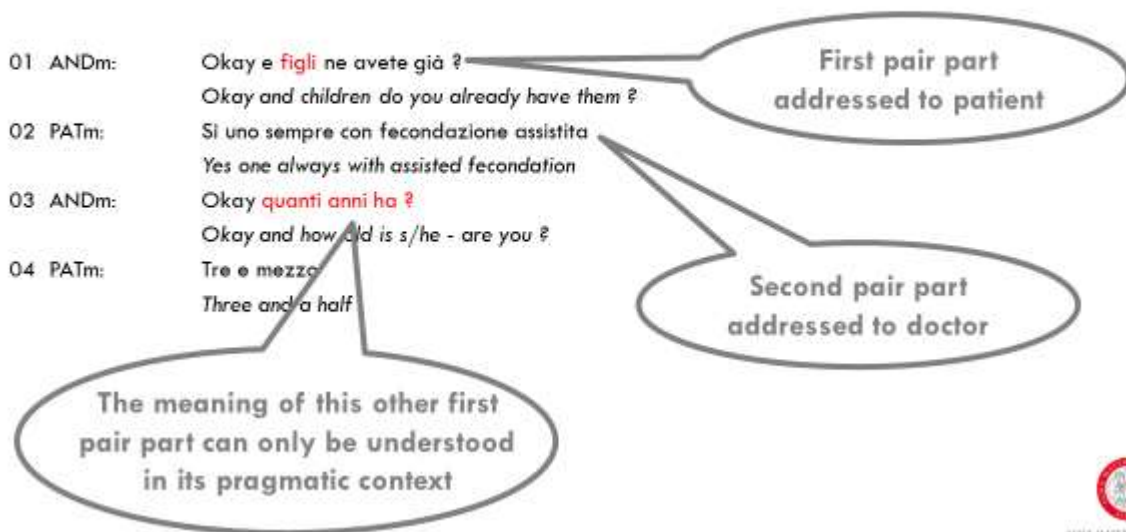 01 ANDm: Okay e figli ne avete già ?
Okay and children do you already have them ?
02 PATm: Si uno sempre con fecondazione assistita
Yes one always with assisted fecondation
03 ANDm: Okay quanti anni ha ?
Okay and how old is s/he - are you ?
04 PATm: Tre e mezzo
Three and a half
First pair part
addressed to patient
Second pair part
addressed to doctor
The meaning of this other first
pair part can only be understood
in its pragmatic context